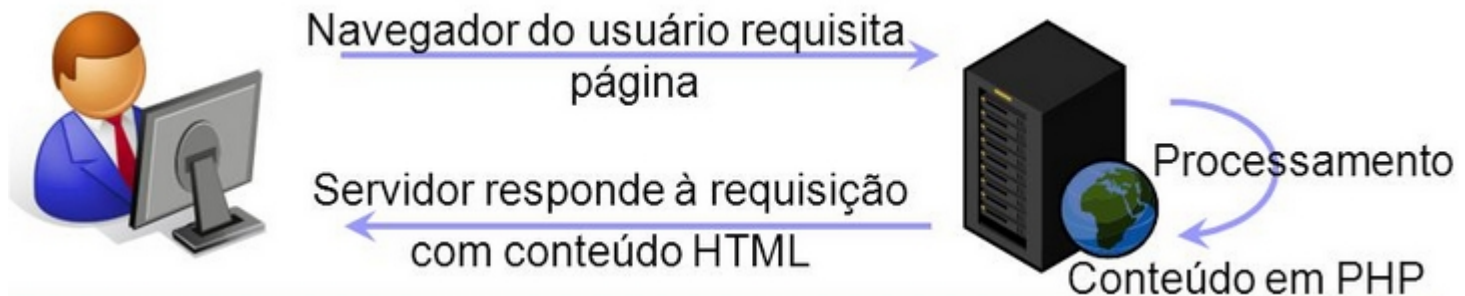 Navegador do usuário requisita
página
Processamento
Servidor responde à requisição
com conteúdo HTML
Conteúdo em PHP